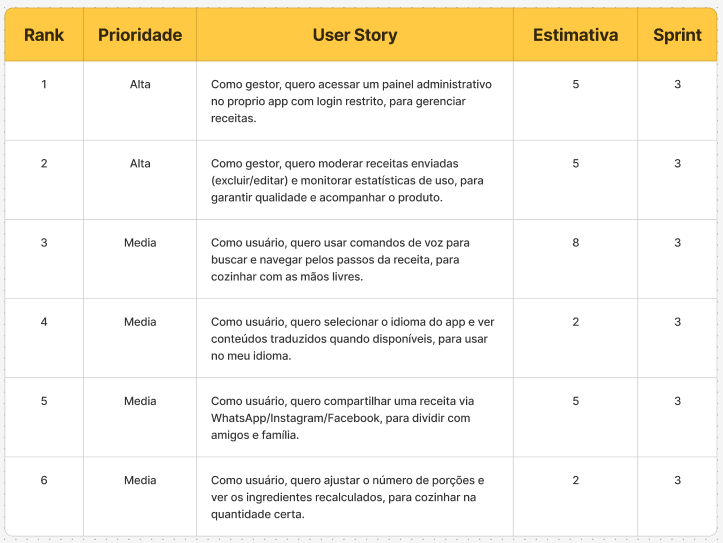 Rank Prioridade User Story Estimativa Sprint
1 Alta Como gestor, quero acessar um painel administrativo 5 3
no proprio app com login restrito, para gerenciar
receitas.
2 Alta Como gestor, quero moderar receitas enviadas 5 3
(excluir/editar) e monitorar estatísticas de uso, para
garantir qualidade e acompanhar o produto.
3 Media Como usuário, quero usar comandos de voz para 8 3
buscar e navegar pelos passos da receita, para
cozinhar com as mãos livres.
4 Media Como usuário, quero selecionar o idioma do app e ver 2 3
conteúdos traduzidos quando disponíveis, para usar
no meu idioma.
5 Media Como usuário, quero compartilhar uma receita via 5 3
WhatsApp/Instagram/Facebook, para dividir com
amigos e família.
6 Media Como usuário, quero ajustar o número de porções e 2 3
ver os ingredientes recalculados, para cozinhar na
quantidade certa.